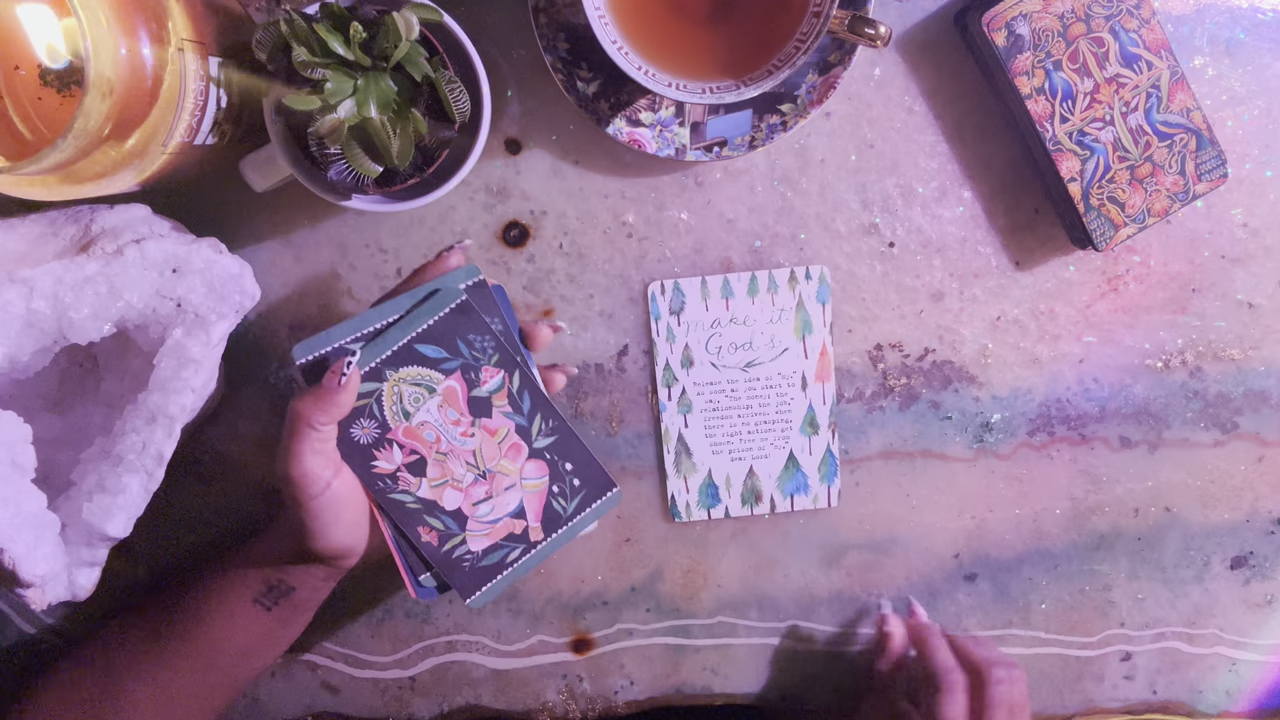 CANDL
make it
God's
Release the idea of "my."
As soon as you start to
say, "The money; the
relationship; the job,"
freedom arrives. When
there is no grasping,
the right actions get
shown. Free me from
the prison of "my,"
dear Lord!